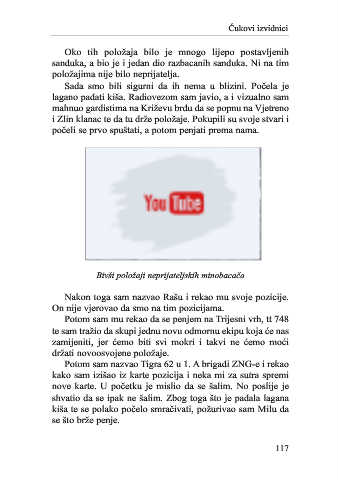 Čukovi izvidnici
Oko tih položaja bilo je mnogo lijepo postavljenih
sanduka, a bio je i jedan dio razbacanih sanduka. Ni na tim
položajima nije bilo neprijatelja.
Sada smo bili sigurni da ih nema u blizini. Počela je
lagano padati kiša. Radiovezom sam javio, a i vizualno sam
mahnuo gardistima na Križevu brdu da se popnu na Vjetreno
i Zlin klanac te da tu drže položaje. Pokupili su svoje stvari i
počeli se prvo spuštati, a potom penjati prema nama.
You Tube
Bivši položaji neprijateljskih minobacača
Nakon toga sam nazvao Rašu i rekao mu svoje pozicije.
On nije vjerovao da smo na tim pozicijama.
Potom sam mu rekao da se penjem na Trijesni vrh, tt 748
te sam tražio da skupi jednu novu odmornu ekipu koja će nas
zamijeniti, jer ćemo biti svi mokri i takvi ne ćemo moći
držati novoosvojene položaje.
Potom sam nazvao Tigra 62 u 1. A brigadi ZNG-e i rekao
kako sam izišao iz karte pozicija i neka mi za sutra spremi
nove karte. U početku je mislio da se šalim. No poslije je
shvatio da se ipak ne šalim. Zbog toga što je padala lagana
kiša te se polako počelo smračivati, požurivao sam Milu da
se što brže penje.
117